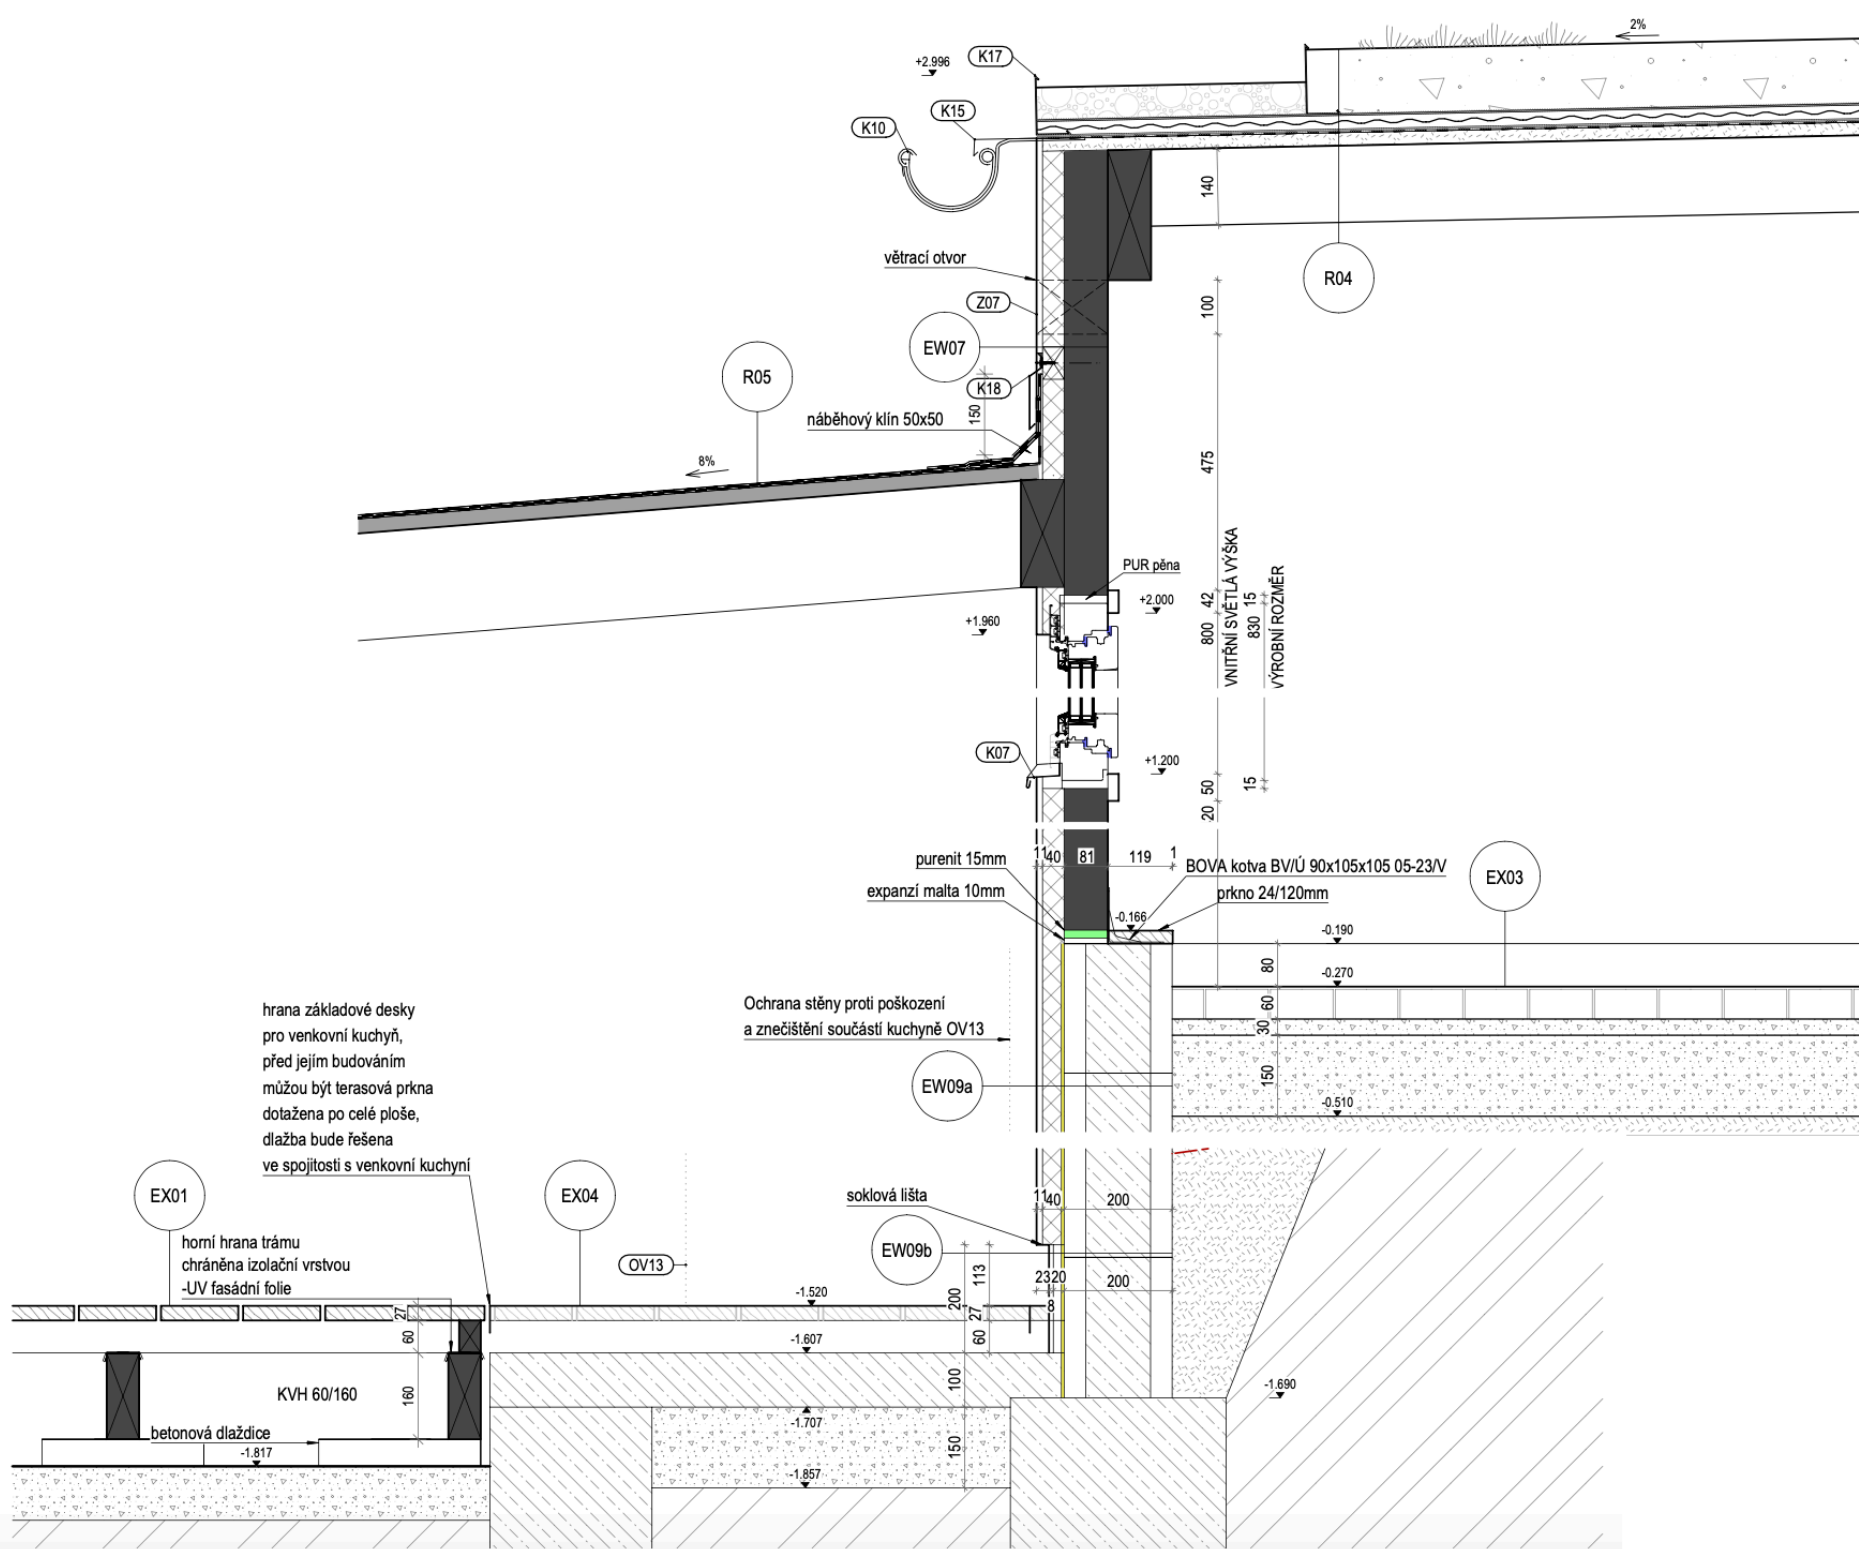 2%
+2.996
K17
K15
K10
140
větrací otvor
R04
Z07
100
EW07
R05
K18
150
náběhový klín 50x50
8%
475
VNITŘNÍ SVĚTLÁ VÝŠKA
VÝROBNÍ ROZMĚR
PUR pěna
+2.000
42
15
+1.960
800
830
K07
+1.200
50
15
20
11
40
81
119
1
purenit 15mm
BOVA kotva BV/Ú 90x105x105 05-23/V
EX03
expanzí malta 10mm
prkno 24/120mm
-0.166
-0.190
80
-0.270
60
30
150
-0.510
hrana základové desky
pro venkovní kuchyň,
před jejím budováním
můžou být terasová prkna
dotažena po celé ploše,
dlažba bude řešena
ve spojitosti s venkovní kuchyní
Ochrana stěny proti poškození
a znečištění součástí kuchyně OV13
EW09a
EX01
EX04
soklová lišta
11
40
200
horní hrana trámu
chráněna izolační vrstvou
-UV fasádní folie
OV13
EW09b
113
2320
200
200
27
-1.520
8
27
60
-1.607
60
KVH 60/160
160
100
-1.690
betonová dlaždice
-1.707
-1.817
150
-1.857